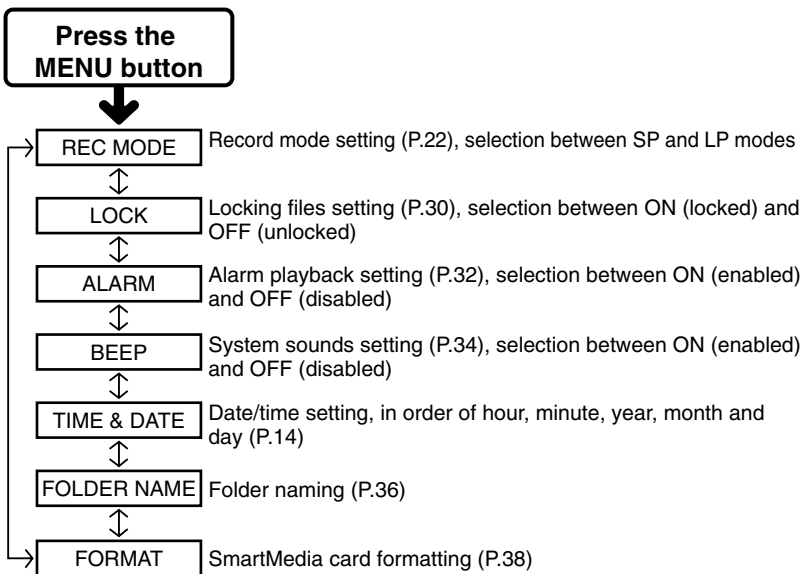 Press the
MENU button
REC MODE
Record mode setting (P.22), selection between SP and LP modes
LOCK
Locking files setting (P.30), selection between ON (locked) and
OFF (unlocked)
ALARM
Alarm playback setting (P.32), selection between ON (enabled)
and OFF (disabled)
BEEP
System sounds setting (P.34), selection between ON (enabled)
and OFF (disabled)
TIME & DATE
Date/time setting, in order of hour, minute, year, month and
day (P.14)
FOLDER NAME
Folder naming (P.36)
FORMAT
SmartMedia card formatting (P.38)